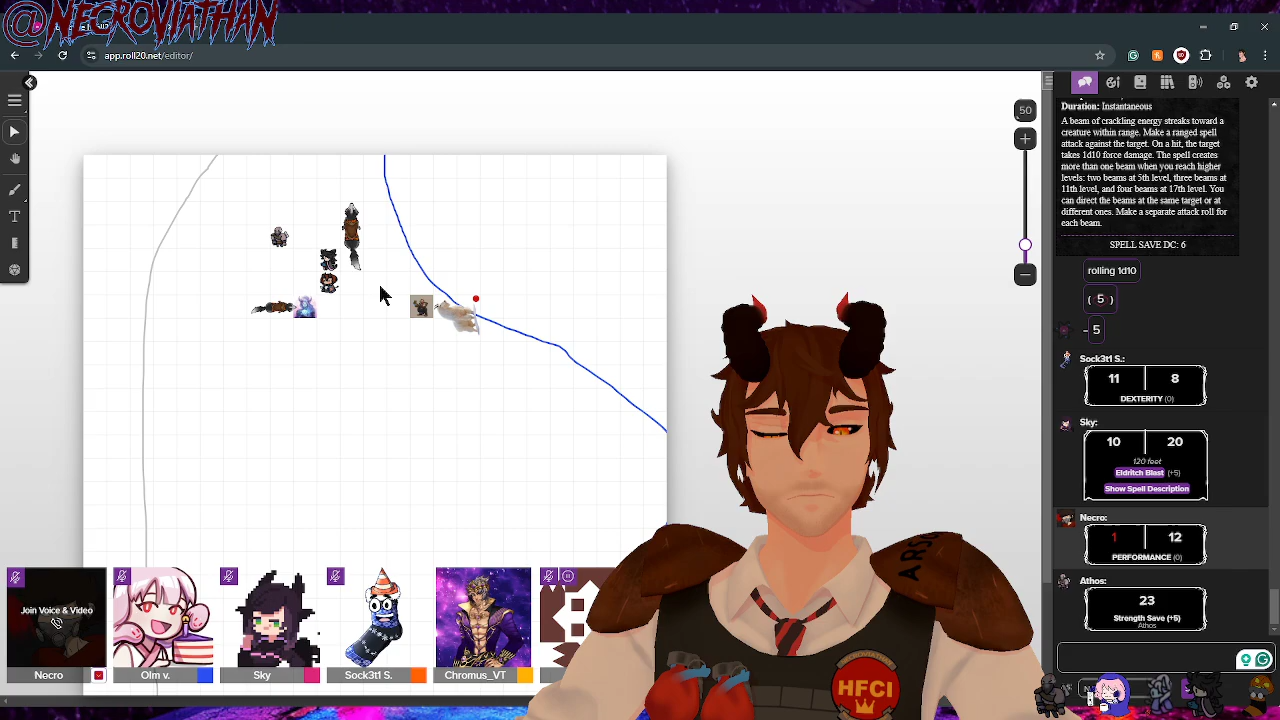 @NECROVIATHAN
app.roll20.net/editor/
50
Duration: Instantaneous
A beam of crackling energy streaks toward a
creature within range. Make a ranged spell
attack against the target. On a hit, the target
takes 1d10 force damage. The spell creates
more than one beam when you reach higher
levels: two beams at 5th level, three beams at
11th level, and four beams at 17th level. You
can direct the beams at the same target or at
different ones. Make a separate attack roll for
each beam.
SPELL SAVE DC: 6
rolling 1d10
( 5 )
= 5
Sock3t1 S.:
11 8
DEXTERITY (0)
Sky:
10 20
120 feet
Eldritch Blast (+5)
Show Spell Description
Necro:
1 12
PERFORMANCE (0)
Athos:
23
Strength Save (+5)
Athos
Join Voice & Video
Necro
Olm v.
Sky
Sock3t1 S.
Chromus_VT
ARSO
NECROVIATHAN
HFCI